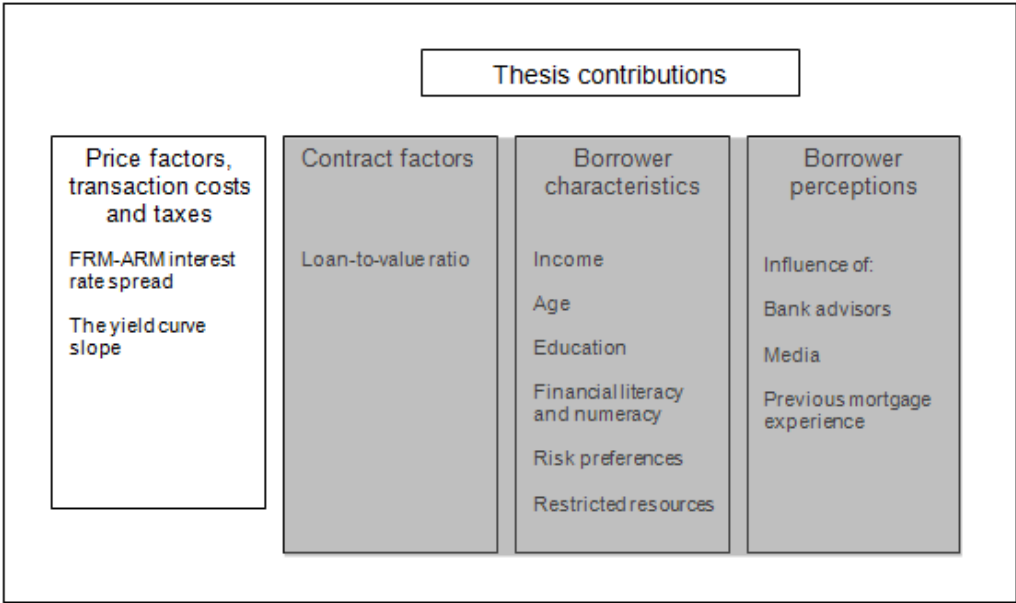 Thesis contributions
Price factors,
transaction costs
and taxes
FRM-ARM interest
rate spread
The yield curve
slope
Contract factors
Loan-to-value ratio
Borrower
characteristics
Income
Age
Education
Financial literacy
and numeracy
Risk preferences
Restricted resources
Borrower
perceptions
Influence of:
Bank advisors
Media
Previous mortgage
experience